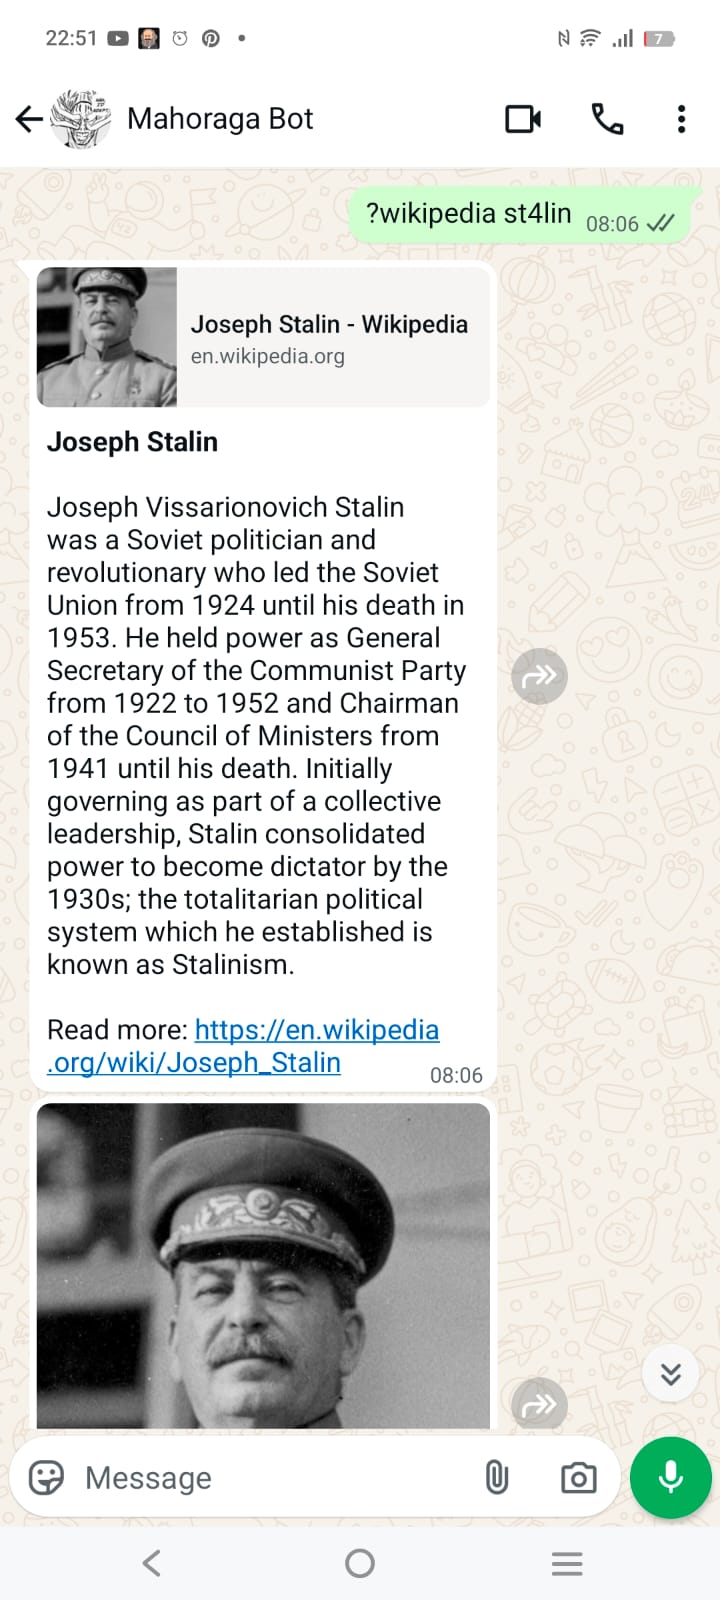 22:51
7
Mahoraga Bot
?wikipedia st4lin 08:06
Joseph Stalin - Wikipedia
en.wikipedia.org
Joseph Stalin
Joseph Vissarionovich Stalin
was a Soviet politician and
revolutionary who led the Soviet
Union from 1924 until his death in
1953. He held power as General
Secretary of the Communist Party
from 1922 to 1952 and Chairman
of the Council of Ministers from
1941 until his death. Initially
governing as part of a collective
leadership, Stalin consolidated
power to become dictator by the
1930s; the totalitarian political
system which he established is
known as Stalinism.
Read more: https://en.wikipedia
.org/wiki/Joseph_Stalin
08:06
Message